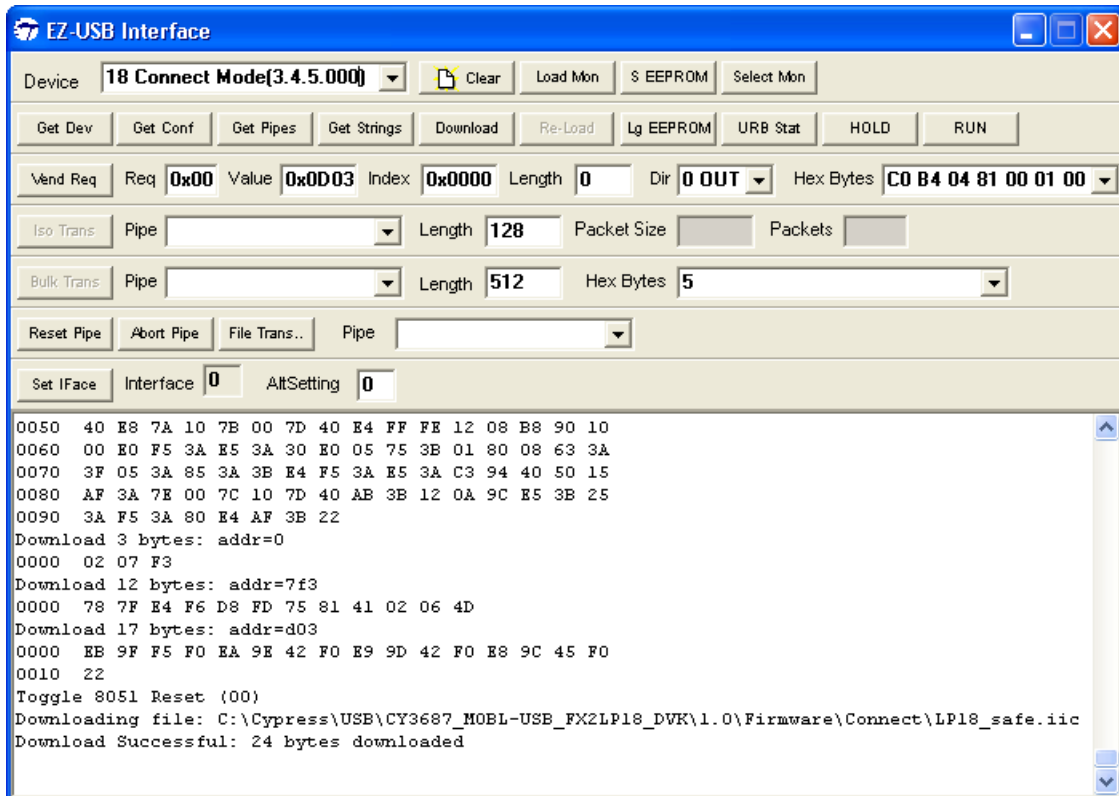 EZ-USB Interface
Device 18 Connect Mode(3.4.5.000) Clear Load Mon S EEPROM Select Mon
Get Dev Get Conf Get Pipes Get Strings Download Re-Load Lg EEPROM URB Stat HOLD RUN
Vend Req Req 0x00 Value 0x0D03 Index 0x0000 Length 0 Dir 0 OUT Hex Bytes C0 B4 04 81 00 01 00
Iso Trans Pipe Length 128 Packet Size Packets
Bulk Trans Pipe Length 512 Hex Bytes 5
Reset Pipe Abort Pipe File Trans.. Pipe
Set IFace Interface 0 AltSetting 0
0050 40 E8 7A 10 7B 00 7D 40 E4 FF FE 12 08 B8 90 10
0060 00 E0 F5 3A E5 3A 30 E0 05 75 3B 01 80 08 63 3A
0070 3F 05 3A 85 3A 3B E4 F5 3A E5 3A C3 94 40 50 15
0080 AF 3A 7E 00 7C 10 7D 40 AB 3B 12 0A 9C E5 3B 25
0090 3A F5 3A 80 E4 AF 3B 22
Download 3 bytes: addr=0
0000 02 07 F3
Download 12 bytes: addr=7f3
0000 78 7F E4 F6 D8 FD 75 81 41 02 06 4D
Download 17 bytes: addr=d03
0000 EB 9F F5 F0 EA 9E 42 F0 E9 9D 42 F0 E8 9C 45 F0
0010 22
Toggle 8051 Reset (00)
Downloading file: C:\Cypress\USB\CY3687_MOBL-USB_FX2LP18_DVK\1.0\Firmware\Connect\LP18_safe.iic
Download Successful: 24 bytes downloaded